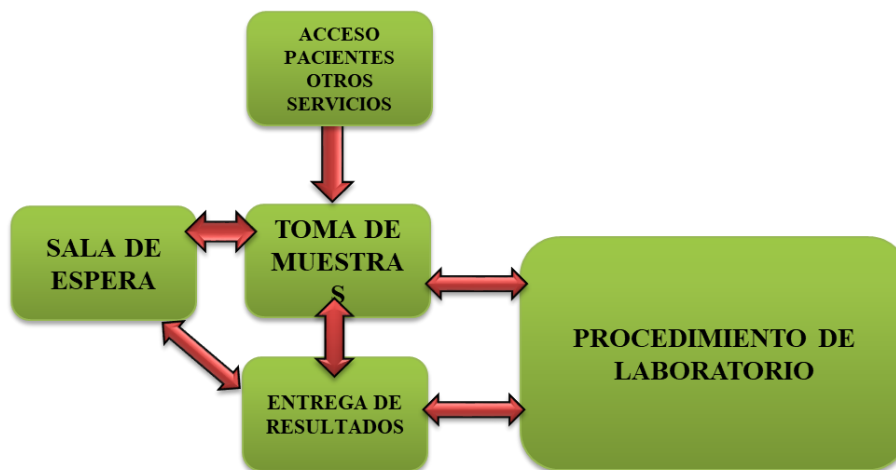 ACCESO
PACIENTES
OTROS
SERVICIOS
SALA DE
ESPERA
TOMA DE
MUESTRA
S
PROCEDIMIENTO DE
LABORATORIO
ENTREGA DE
RESULTADOS